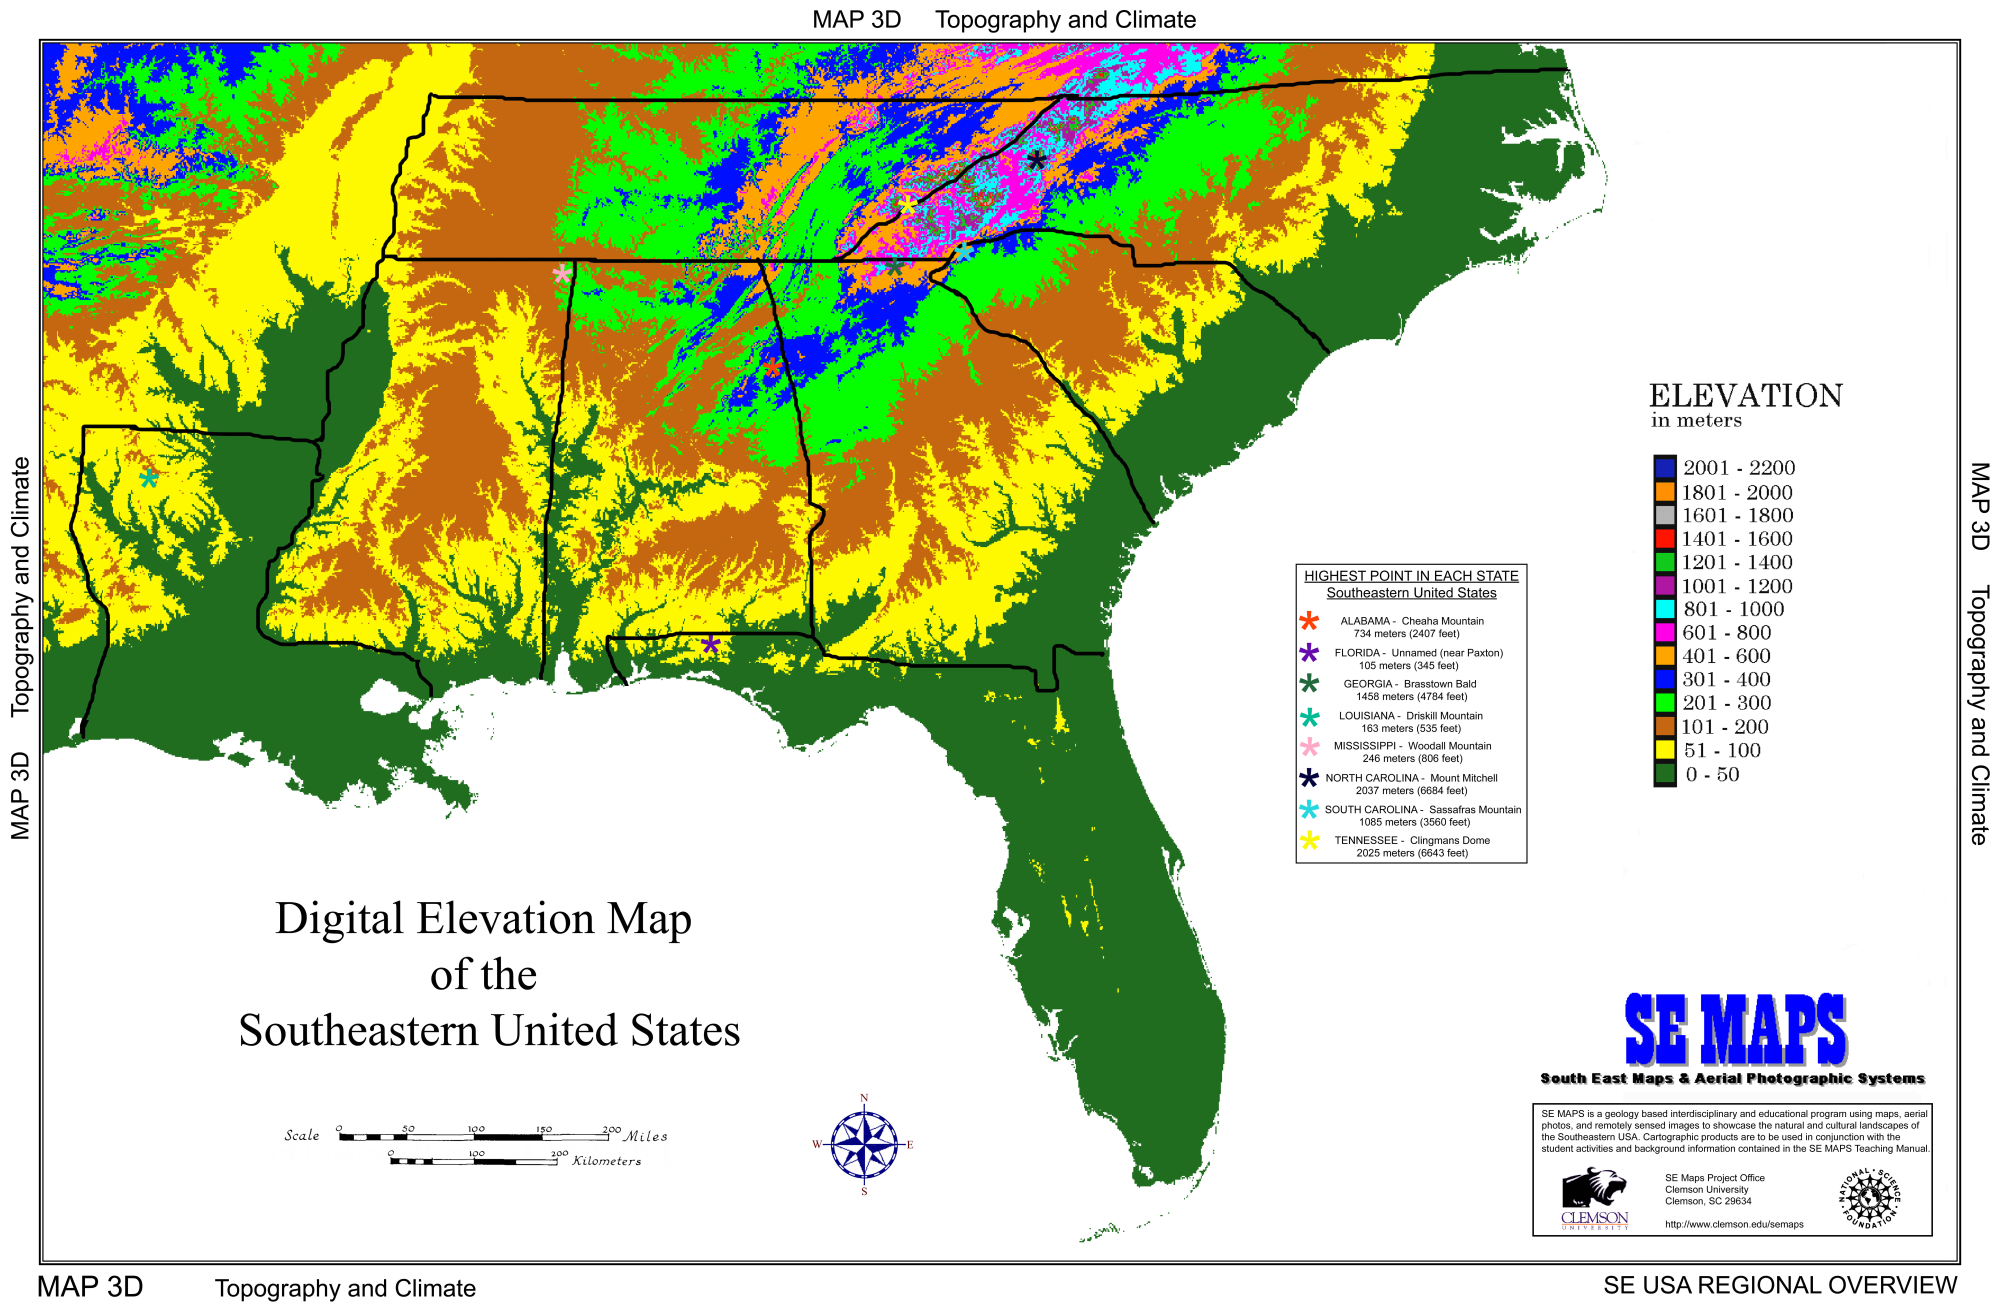 MAP 3D Topography and Climate
MAP 3D Topography and Climate
MAP 3D Topography and Climate
ELEVATION
in meters
2001 - 2200
1801 - 2000
1601 - 1800
1401 - 1600
1201 - 1400
1001 - 1200
801 - 1000
601 - 800
401 - 600
301 - 400
201 - 300
101 - 200
51 - 100
0 - 50
HIGHEST POINT IN EACH STATE
Southeastern United States
ALABAMA - Cheaha Mountain
734 meters (2407 feet)
FLORIDA - Unnamed (near Paxton)
105 meters (345 feet)
GEORGIA - Brasstown Bald
1458 meters (4784 feet)
LOUISIANA - Driskill Mountain
163 meters (535 feet)
MISSISSIPPI - Woodall Mountain
246 meters (806 feet)
NORTH CAROLINA - Mount Mitchell
2037 meters (6684 feet)
SOUTH CAROLINA - Sassafras Mountain
1085 meters (3560 feet)
TENNESSEE - Clingmans Dome
2025 meters (6643 feet)
Digital Elevation Map
of the
Southeastern United States
Scale 0 50 100 150 200 Miles
0 100 200 Kilometers
N
W E
S
SE MAPS
South East Maps & Aerial Photographic Systems
SE MAPS is a geology based interdisciplinary and educational program using maps, aerial
photos, and remotely sensed images to showcase the natural and cultural landscapes of
the Southeastern USA. Cartographic products are to be used in conjunction with the
student activities and background information contained in the SE MAPS Teaching Manual.
CLEMSON
UNIVERSITY
SE Maps Project Office
Clemson University
Clemson, SC 29634
http://www.clemson.edu/semaps
NATIONAL SCIENCE FOUNDATION
MAP 3D Topography and Climate
SE USA REGIONAL OVERVIEW